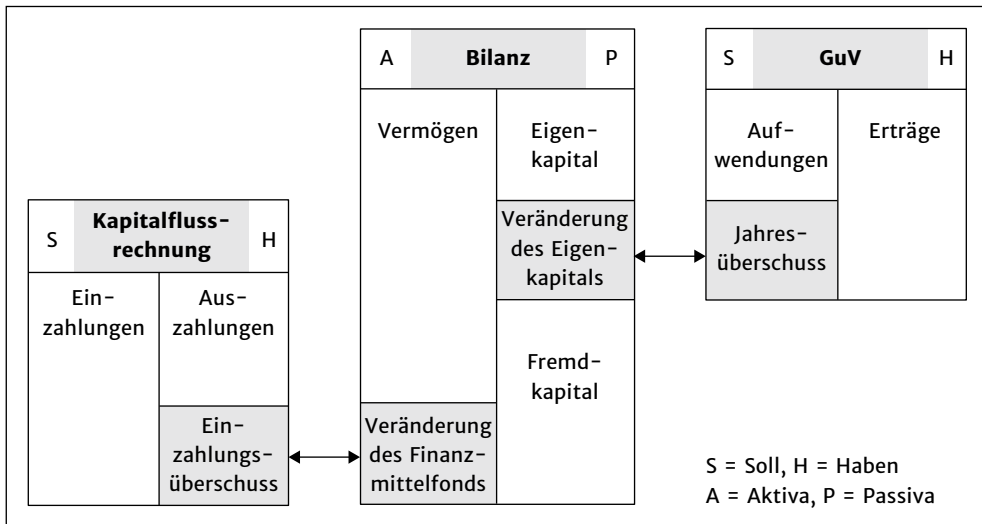 A Bilanz P
Vermögen
Eigen-
kapital
Veränderung
des Eigen-
kapitals
Fremd-
kapital
Veränderung
des Finanz-
mittelfonds
S GuV H
Auf-
wendungen
Erträge
Jahres-
überschuss
S Kapitalfluss-
rechnung H
Ein-
zahlungen
Aus-
zahlungen
Ein-
zahlungs-
überschuss
S = Soll, H = Haben
A = Aktiva, P = Passiva